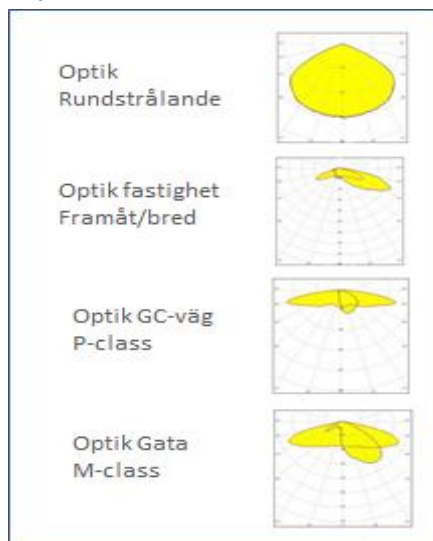 Optik
Rundstrålande
Optik fastighet
Framåt/bred
Optik GC-väg
P-class
Optik Gata
M-class